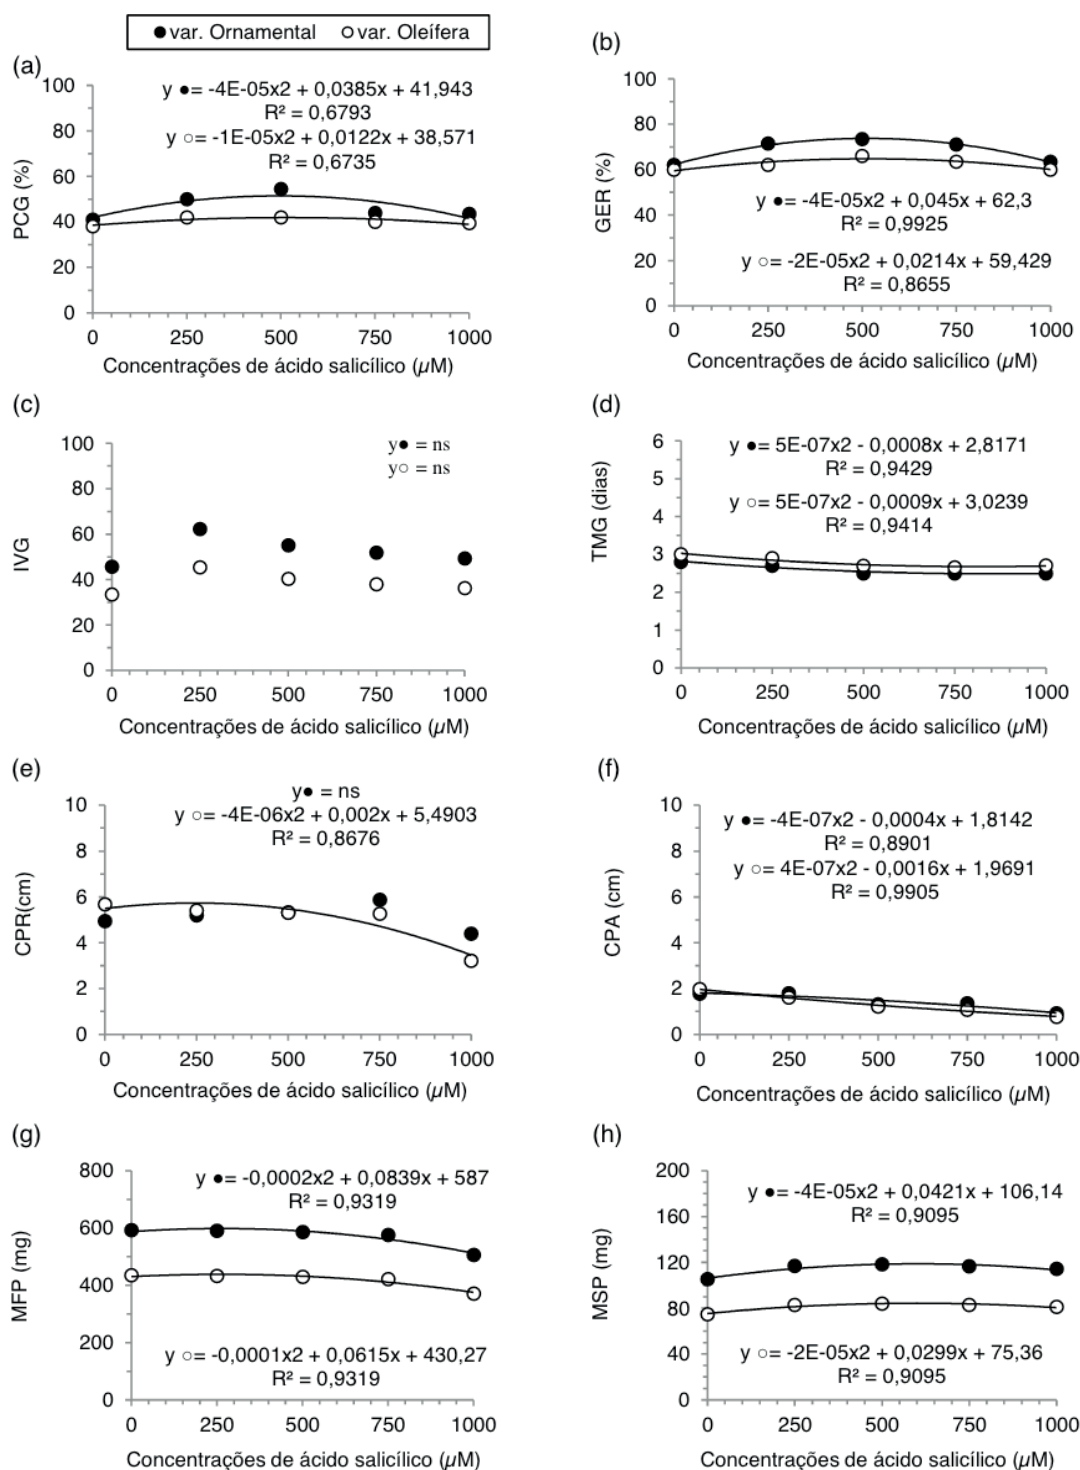 ● var. Ornamental ○ var. Oleífera
(a)
y ●= -4E-05x2 + 0,0385x + 41,943
R² = 0,6793
y ○= -1E-05x2 + 0,0122x + 38,571
R² = 0,6735
PCG (%)
100
80
60
40
20
0
0 250 500 750 1000
Concentrações de ácido salicílico (µM)
(b)
GER (%)
100
80
60
40
20
0
y ●= -4E-05x2 + 0,045x + 62,3
R² = 0,9925
y ○= -2E-05x2 + 0,0214x + 59,429
R² = 0,8655
0 250 500 750 1000
Concentrações de ácido salicílico (µM)
(c)
y● = ns
y○ = ns
IVG
100
80
60
40
20
0
0 250 500 750 1000
Concentrações de ácido salicílico (µM)
(d)
y ●= 5E-07x2 - 0,0008x + 2,8171
R² = 0,9429
y ○= 5E-07x2 - 0,0009x + 3,0239
R² = 0,9414
TMG (dias)
6
5
4
3
2
1
0
0 250 500 750 1000
Concentrações de ácido salicílico (µM)
(e)
y● = ns
y ○= -4E-06x2 + 0,002x + 5,4903
R² = 0,8676
CPR(cm)
10
8
6
4
2
0
0 250 500 750 1000
Concentrações de ácido salicílico (µM)
(f)
y ●= -4E-07x2 - 0,0004x + 1,8142
R² = 0,8901
y ○= 4E-07x2 - 0,0016x + 1,9691
R² = 0,9905
CPA (cm)
10
8
6
4
2
0
0 250 500 750 1000
Concentrações de ácido salicílico (µM)
(g)
y ●= -0,0002x2 + 0,0839x + 587
R² = 0,9319
MFP (mg)
800
600
400
200
0
y ○= -0,0001x2 + 0,0615x + 430,27
R² = 0,9319
0 250 500 750 1000
Concentrações de ácido salicílico (µM)
(h)
y ●= -4E-05x2 + 0,0421x + 106,14
R² = 0,9095
MSP (mg)
200
160
120
80
40
0
y ○= -2E-05x2 + 0,0299x + 75,36
R² = 0,9095
0 250 500 750 1000
Concentrações de ácido salicílico (µM)